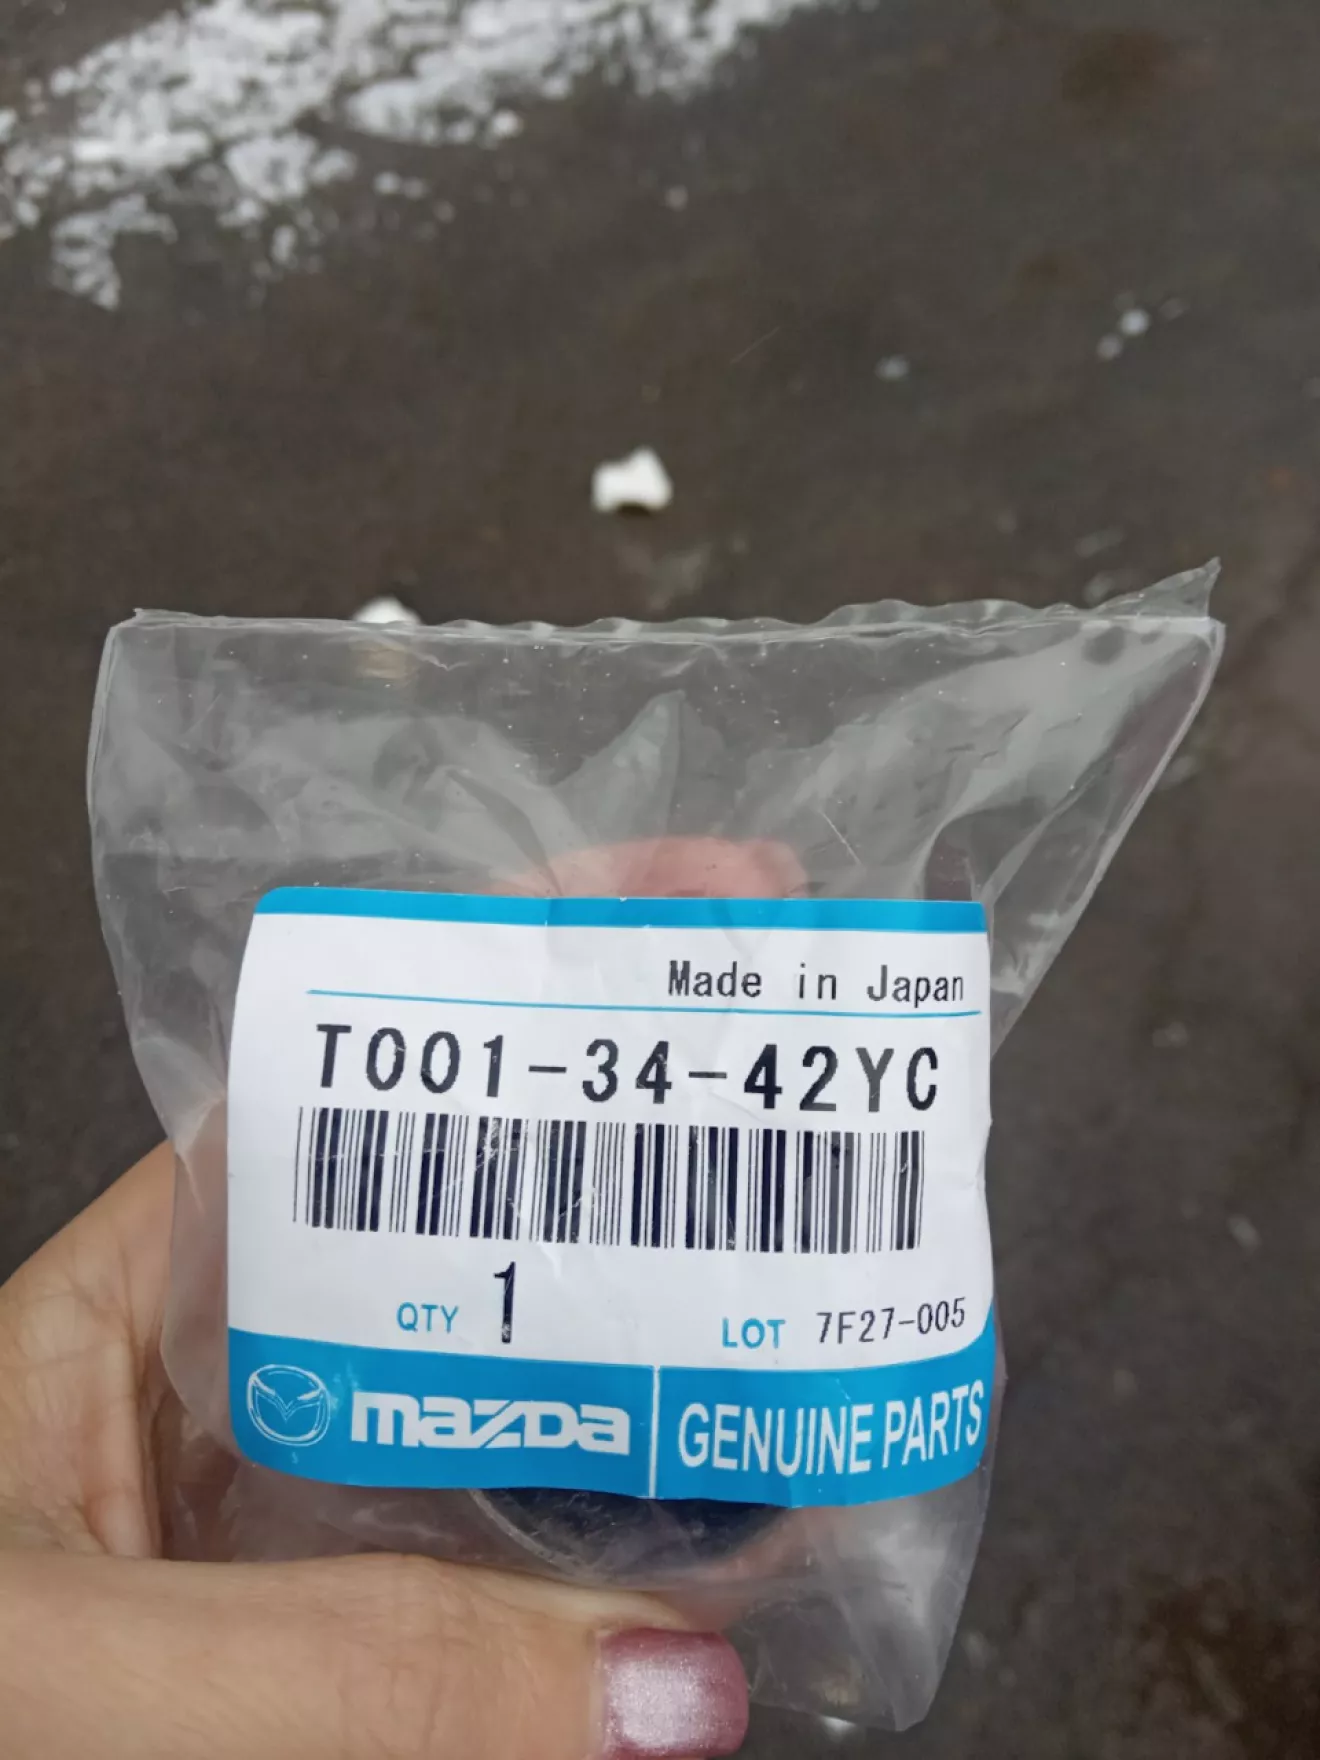 Made in Japan
T001-34-42YC
QTY 1 LOT 7F27-005
mazda GENUINE PARTS